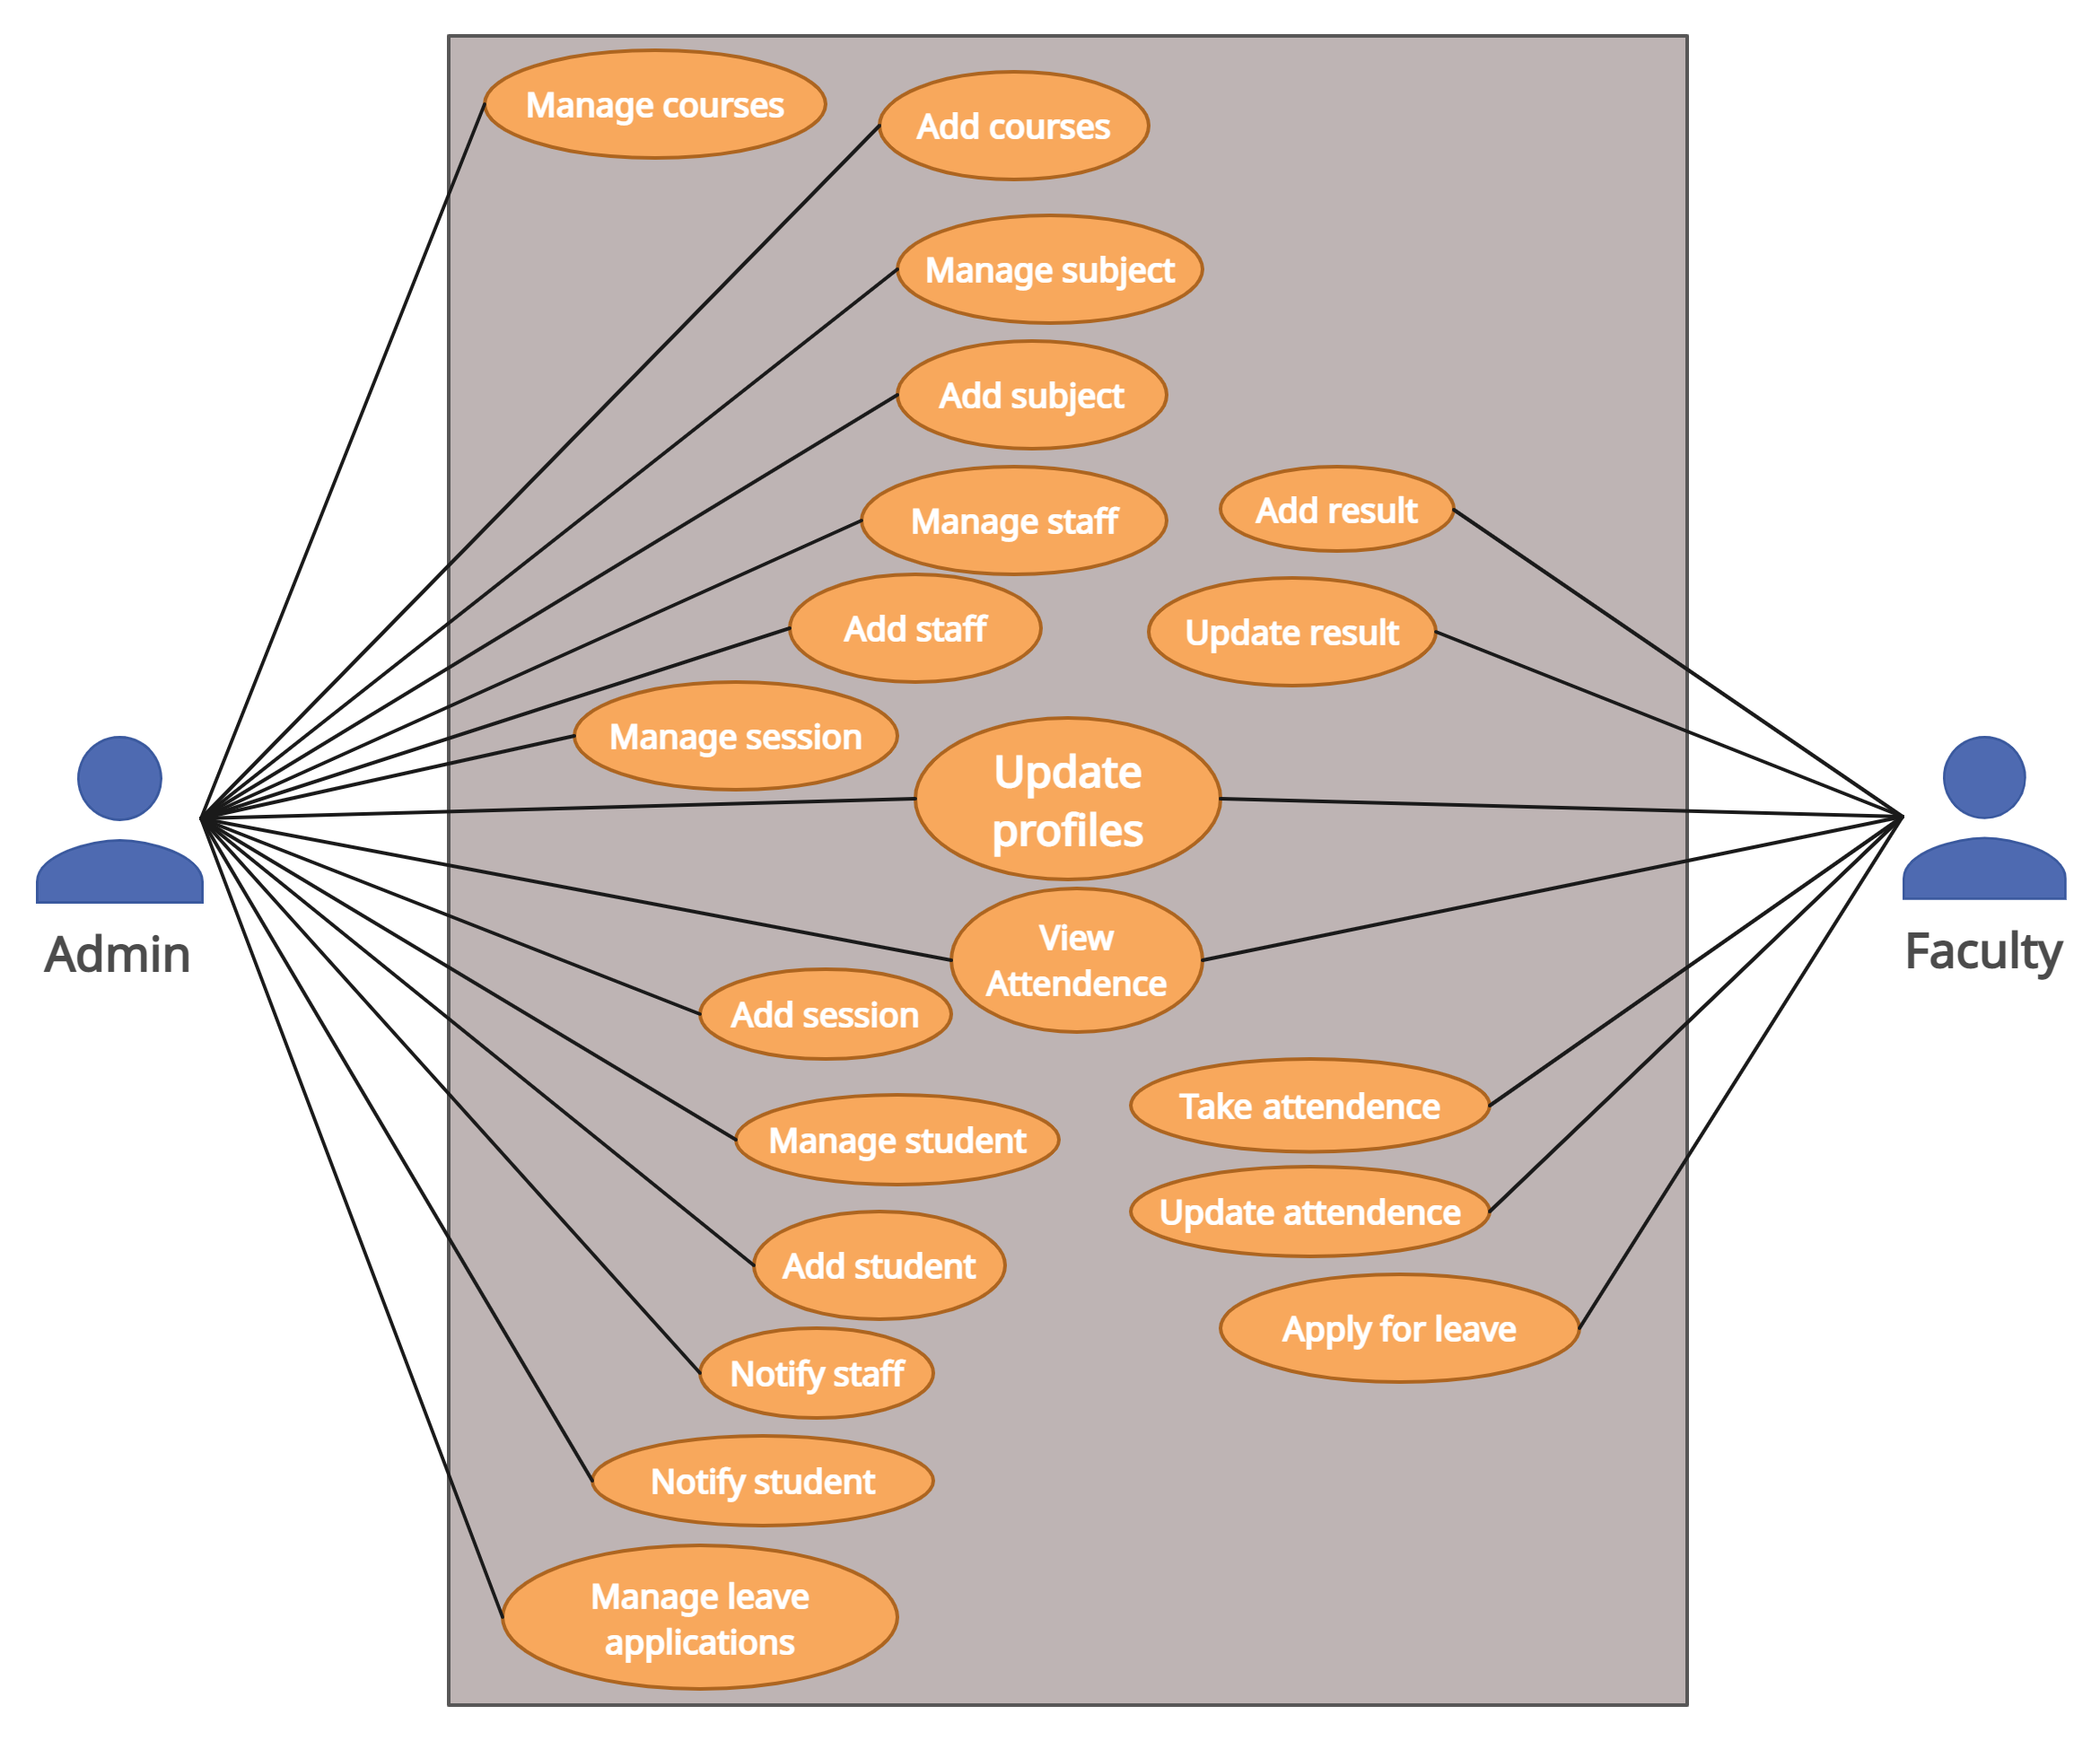 Manage courses
Add courses
Manage subject
Add subject
Manage staff
Add result
Add staff
Update result
Manage session
Update
profiles
Admin
Faculty
View
Attendence
Add session
Take attendence
Manage student
Update attendence
Add student
Apply for leave
Notify staff
Notify student
Manage leave
applications